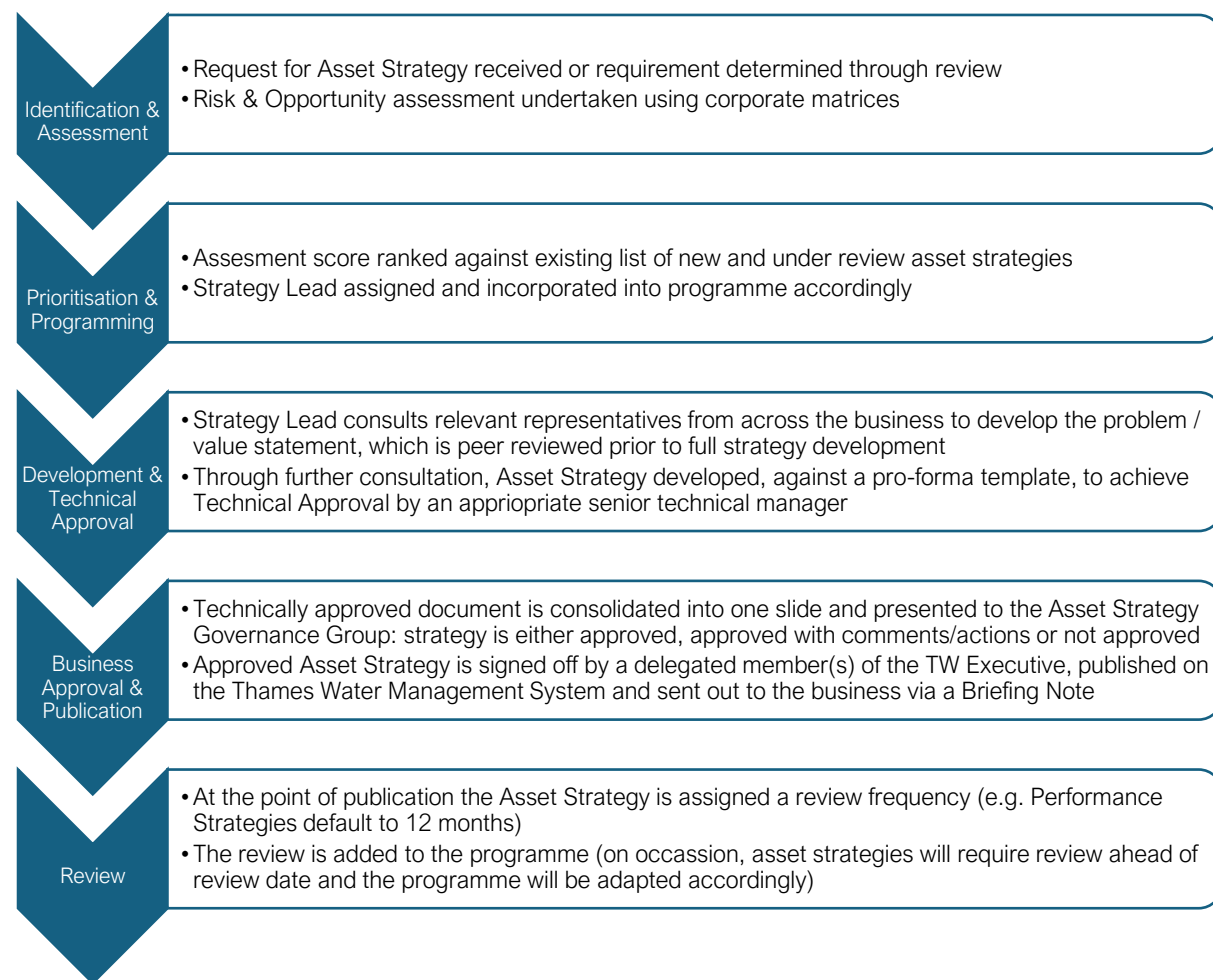 Identification &
Assessment
•Request for Asset Strategy received or requirement determined through review
•Risk & Opportunity assessment undertaken using corporate matrices
Prioritisation &
Programming
•Assesment score ranked against existing list of new and under review asset strategies
•Strategy Lead assigned and incorporated into programme accordingly
Development &
Technical
Approval
•Strategy Lead consults relevant representatives from across the business to develop the problem /
value statement, which is peer reviewed prior to full strategy development
•Through further consultation, Asset Strategy developed, against a pro-forma template, to achieve
Technical Approval by an appriopriate senior technical manager
Business
Approval &
Publication
•Technically approved document is consolidated into one slide and presented to the Asset Strategy
Governance Group: strategy is either approved, approved with comments/actions or not approved
•Approved Asset Strategy is signed off by a delegated member(s) of the TW Executive, published on
the Thames Water Management System and sent out to the business via a Briefing Note
Review
•At the point of publication the Asset Strategy is assigned a review frequency (e.g. Performance
Strategies default to 12 months)
•The review is added to the programme (on occassion, asset strategies will require review ahead of
review date and the programme will be adapted accordingly)